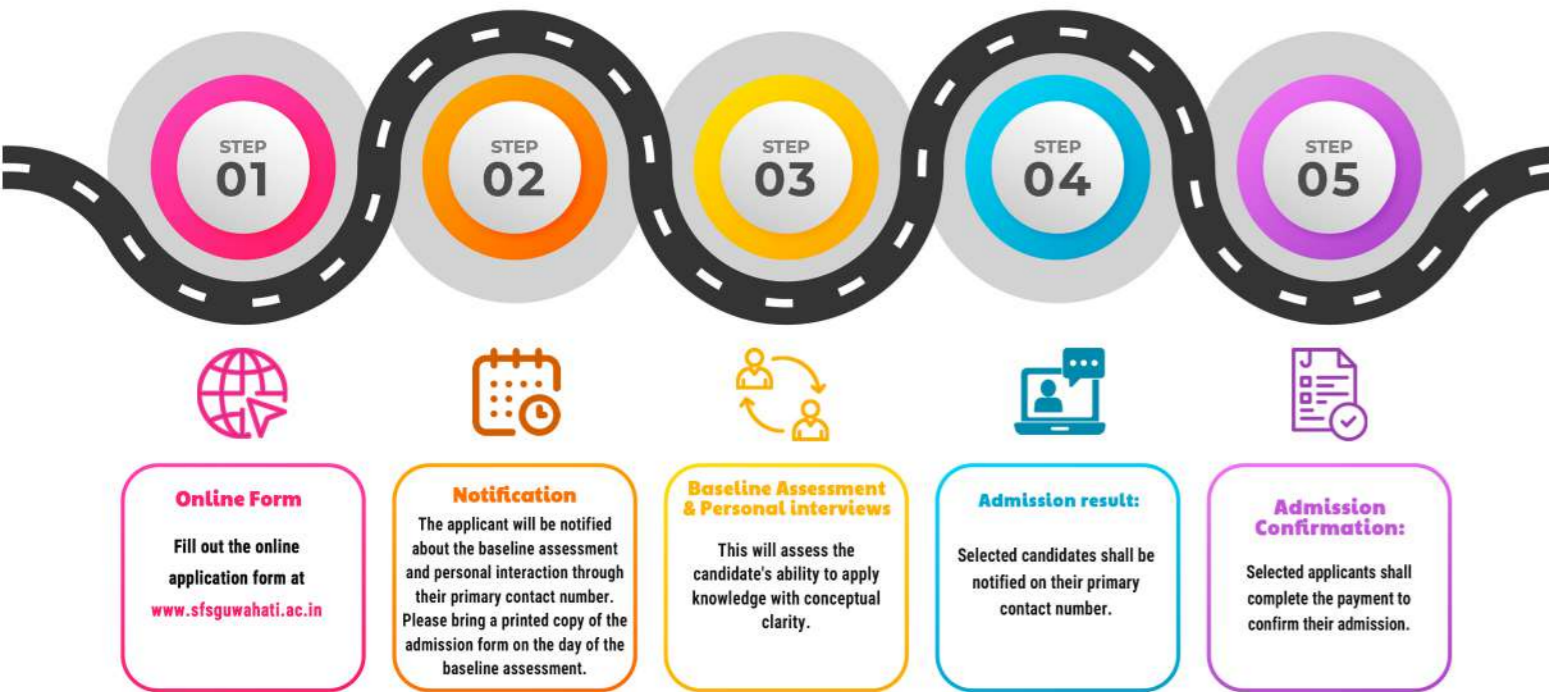 STEP
01
STEP
02
STEP
03
STEP
04
STEP
05
Online Form
Fill out the online
application form at
www.sfsguwahati.ac.in
Notification
The applicant will be notified
about the baseline assessment
and personal interaction through
their primary contact number.
Please bring a printed copy of the
admission form on the day of the
baseline assessment.
Baseline Assessment
& Personal interviews
This will assess the
candidate's ability to apply
knowledge with conceptual
clarity.
Admission result:
Selected candidates shall be
notified on their primary
contact number.
Admission
Confirmation:
Selected applicants shall
complete the payment to
confirm their admission.